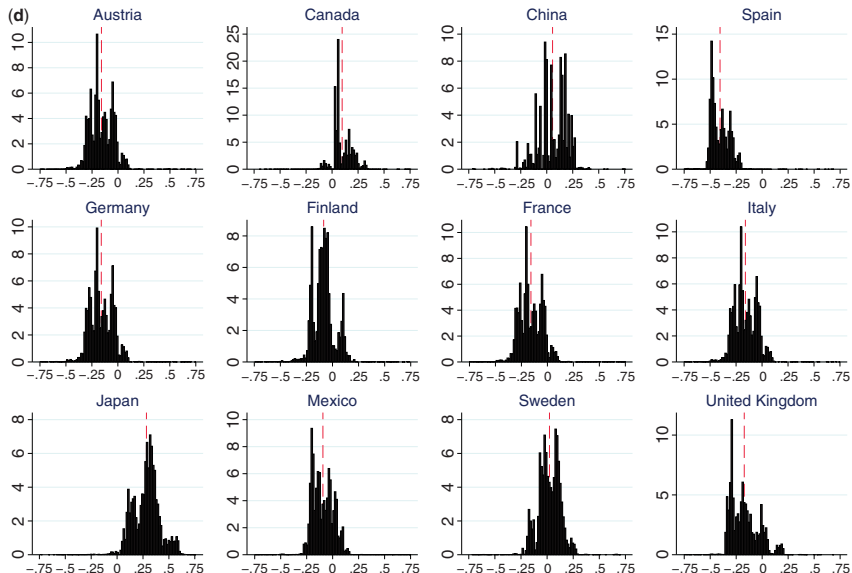 (d)
Austria Canada China Spain
0 2 4 6 8 10
0 5 10 15 20 25
0 2 4 6 8 10
0 5 10 15
-.75 -.5 -.25 0 .25 .5 .75 -.75 -.5 -.25 0 .25 .5 .75 -.75 -.5 -.25 0 .25 .5 .75 -.75 -.5 -.25 0 .25 .5 .75
Germany Finland France Italy
0 2 4 6 8 10
0 2 4 6 8
0 2 4 6 8 10
0 2 4 6 8 10
-.75 -.5 -.25 0 .25 .5 .75 -.75 -.5 -.25 0 .25 .5 .75 -.75 -.5 -.25 0 .25 .5 .75 -.75 -.5 -.25 0 .25 .5 .75
Japan Mexico Sweden United Kingdom
0 2 4 6 8
0 2 4 6 8 10
0 2 4 6 8
0 5 10
-.75 -.5 -.25 0 .25 .5 .75 -.75 -.5 -.25 0 .25 .5 .75 -.75 -.5 -.25 0 .25 .5 .75 -.75 -.5 -.25 0 .25 .5 .75